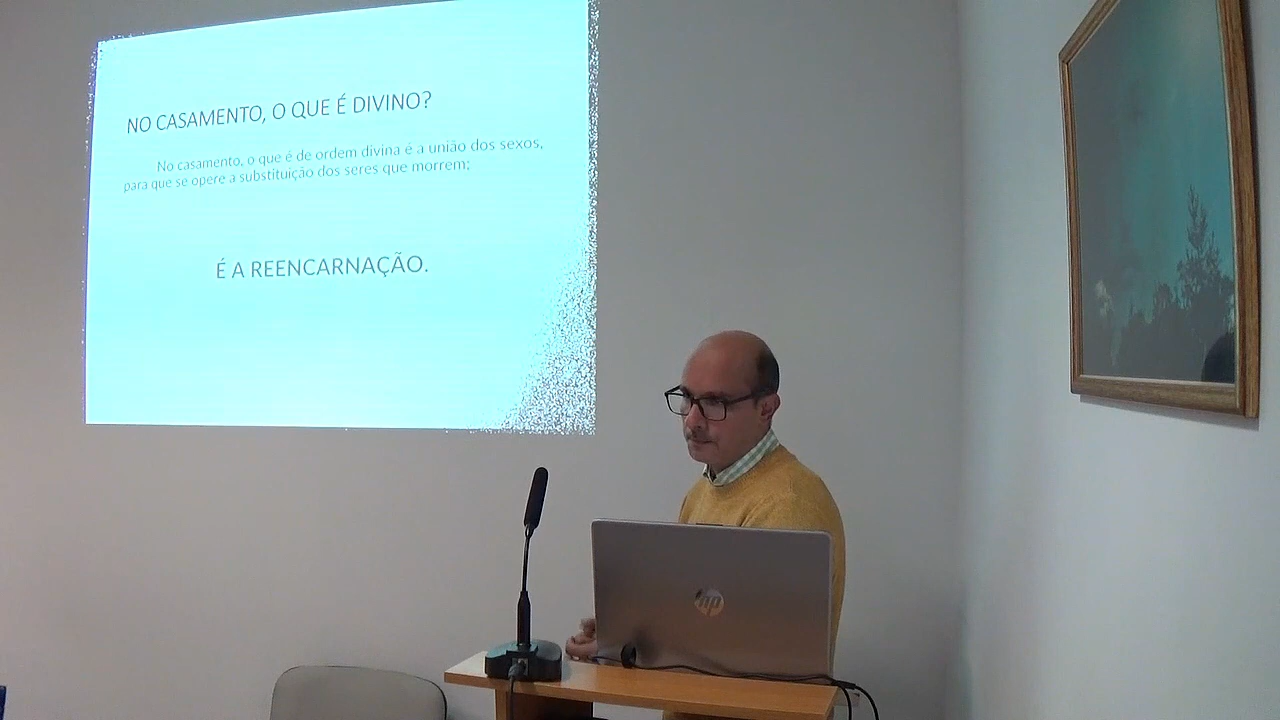 NO CASAMENTO, O QUE É DIVINO?
No casamento, o que é de ordem divina é a união dos sexos,
para que se opere a substituição dos seres que morrem;
É A REENCARNAÇÃO.
hp